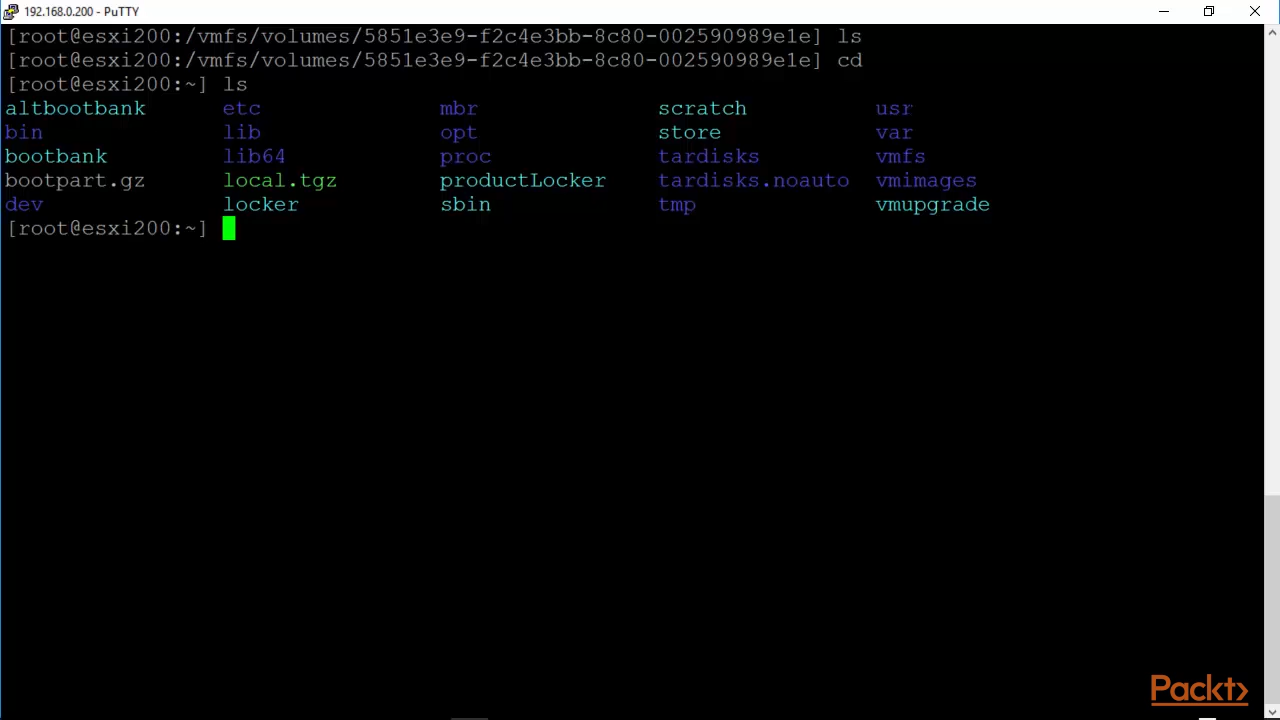 192.168.0.200 - PuTTY
[root@esxi200:/vmfs/volumes/5851e3e9-f2c4e3bb-8c80-002590989e1e] ls
[root@esxi200:/vmfs/volumes/5851e3e9-f2c4e3bb-8c80-002590989e1e] cd
[root@esxi200:~] ls
altbootbank etc mbr scratch usr
bin lib opt store var
bootbank lib64 proc tardisks vmfs
bootpart.gz local.tgz productLocker tardisks.noauto vmimages
dev locker sbin tmp vmupgrade
[root@esxi200:~]
Packt>